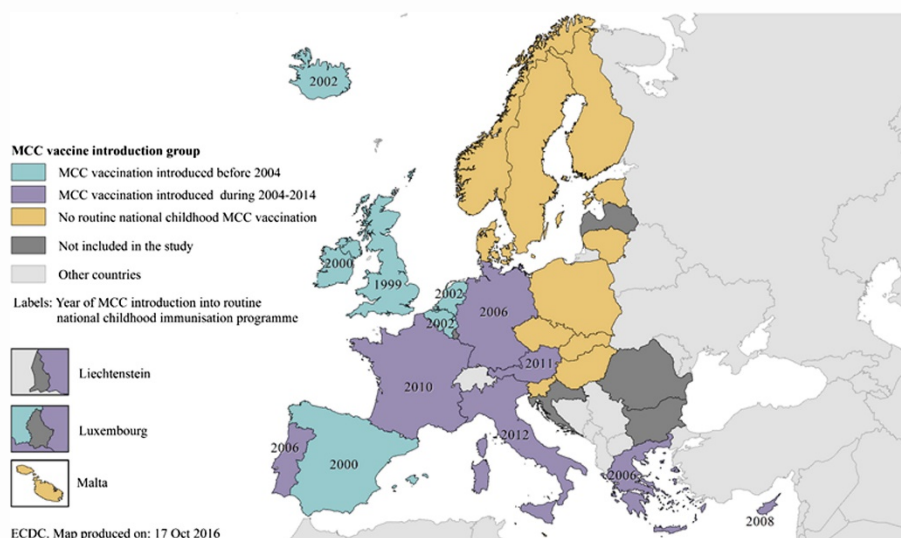 2002
MCC vaccine introduction group
MCC vaccination introduced before 2004
MCC vaccination introduced during 2004-2014
No routine national childhood MCC vaccination
Not included in the study
Other countries
Labels: Year of MCC introduction into routine
national childhood immunisation programme
2000
1999
2002
2002
2006
2011
2010
2012
2006
2000
2006
2008
Liechtenstein
Luxembourg
Malta
ECDC. Map produced on: 17 Oct 2016